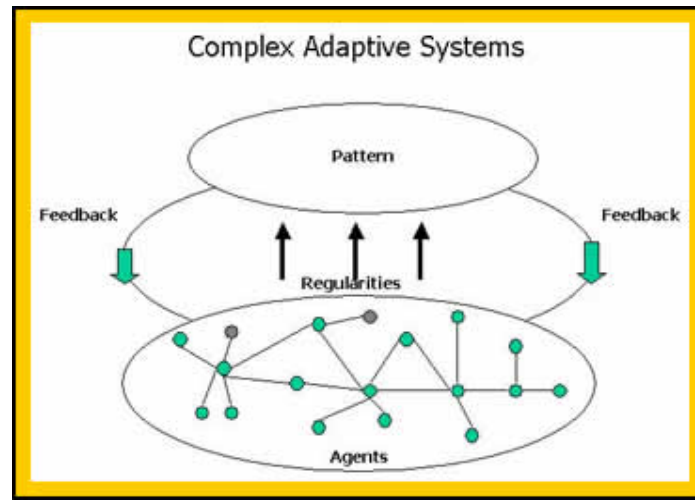 Complex Adaptive Systems
Pattern
Feedback
Feedback
Regularities
Agents